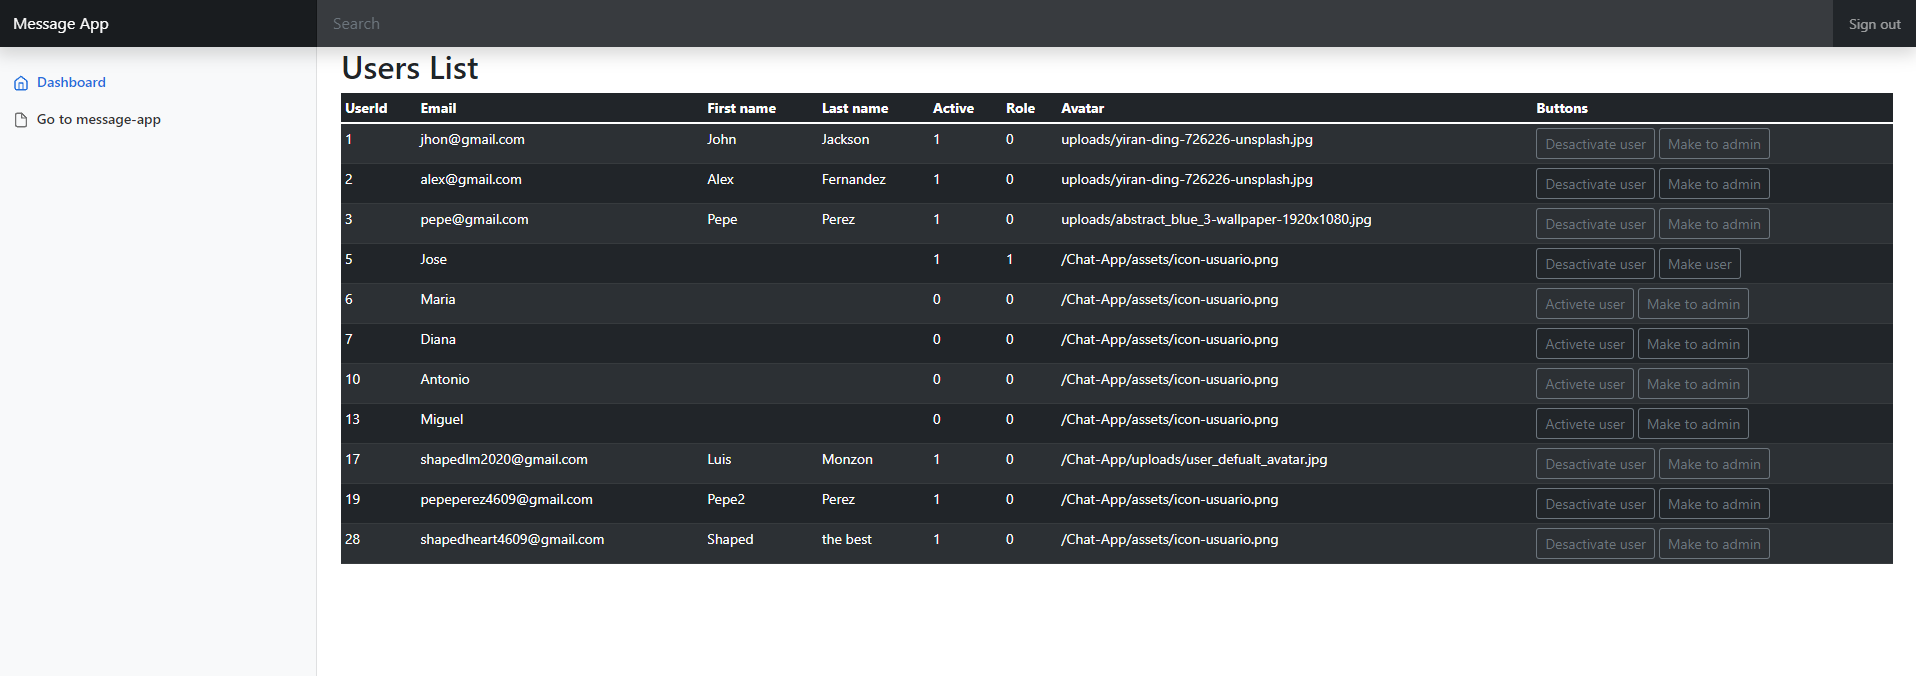 Message App Search Sign out
Dashboard
Go to message-app
Users List
UserId Email First name Last name Active Role Avatar Buttons
1 jhon@gmail.com John Jackson 1 0 uploads/yiran-ding-726226-unsplash.jpg Desactivate user Make to admin
2 alex@gmail.com Alex Fernandez 1 0 uploads/yiran-ding-726226-unsplash.jpg Desactivate user Make to admin
3 pepe@gmail.com Pepe Perez 1 0 uploads/abstract_blue_3-wallpaper-1920x1080.jpg Desactivate user Make to admin
5 Jose 1 1 /Chat-App/assets/icon-usuario.png Desactivate user Make user
6 Maria 0 0 /Chat-App/assets/icon-usuario.png Activete user Make to admin
7 Diana 0 0 /Chat-App/assets/icon-usuario.png Activete user Make to admin
10 Antonio 0 0 /Chat-App/assets/icon-usuario.png Activete user Make to admin
13 Miguel 0 0 /Chat-App/assets/icon-usuario.png Activete user Make to admin
17 shapedlm2020@gmail.com Luis Monzon 1 0 /Chat-App/uploads/user_defualt_avatar.jpg Desactivate user Make to admin
19 pepeperez4609@gmail.com Pepe2 Perez 1 0 /Chat-App/assets/icon-usuario.png Desactivate user Make to admin
28 shapedheart4609@gmail.com Shaped the best 1 0 /Chat-App/assets/icon-usuario.png Desactivate user Make to admin